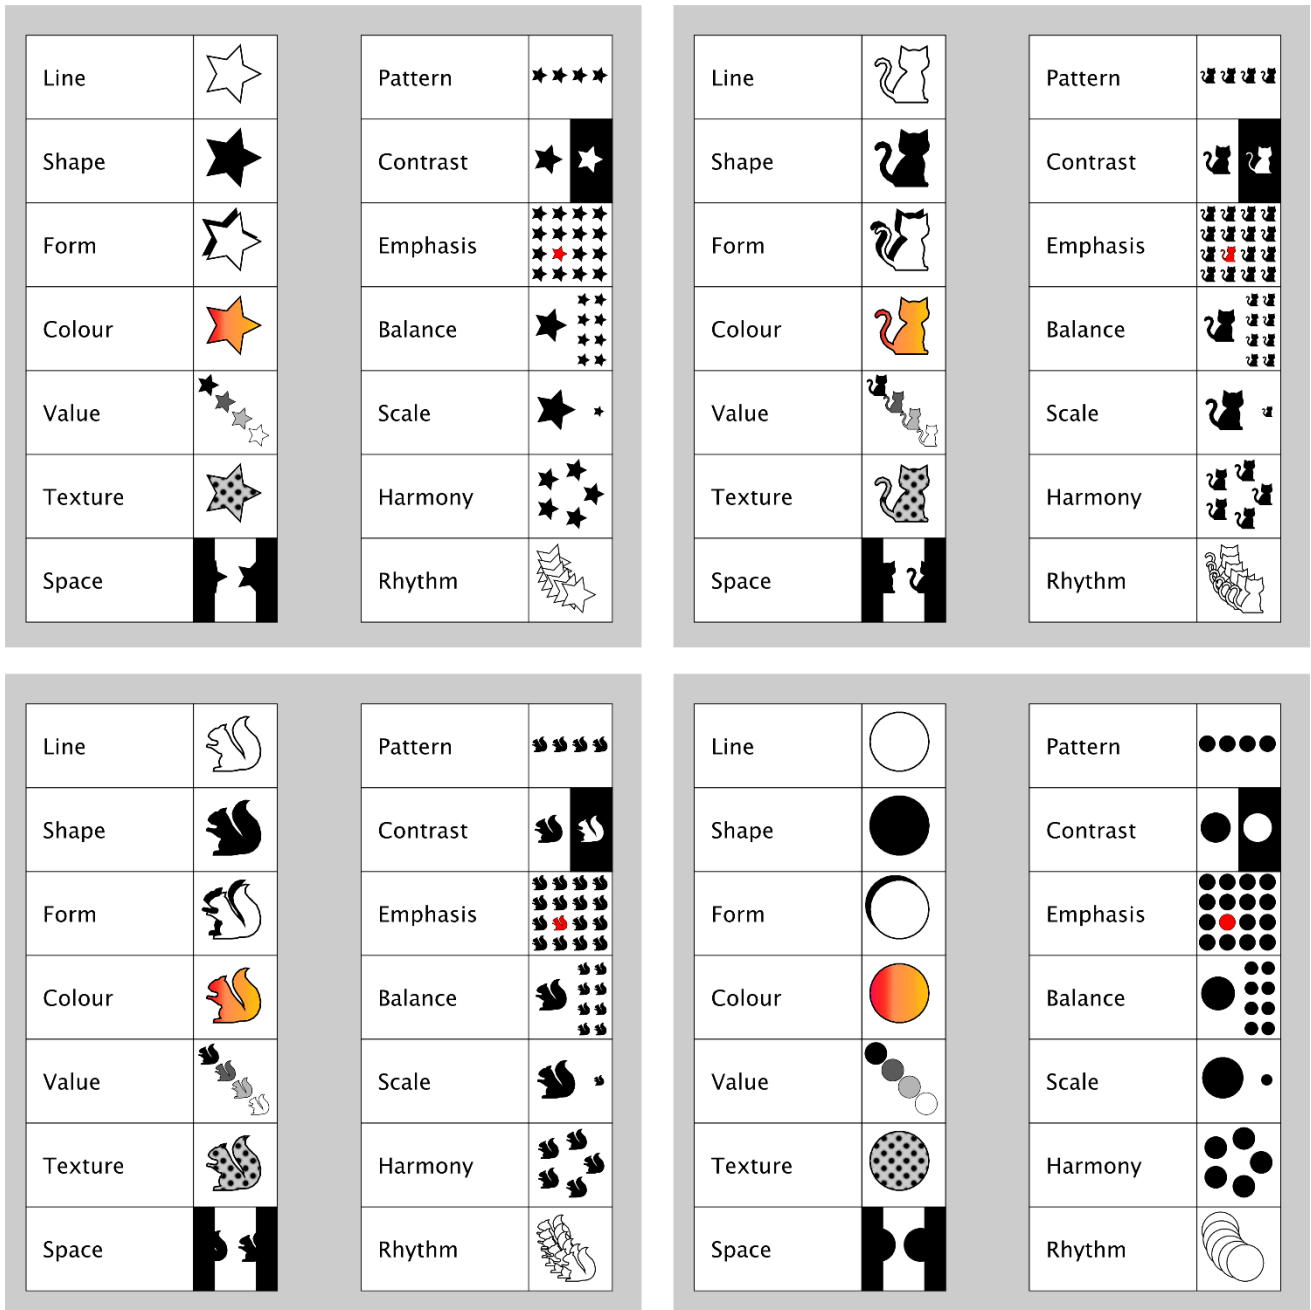 Line
Shape
Form
Colour
Value
Texture
Space
Pattern
Contrast
Emphasis
Balance
Scale
Harmony
Rhythm
Line
Shape
Form
Colour
Value
Texture
Space
Pattern
Contrast
Emphasis
Balance
Scale
Harmony
Rhythm
Line
Shape
Form
Colour
Value
Texture
Space
Pattern
Contrast
Emphasis
Balance
Scale
Harmony
Rhythm
Line
Shape
Form
Colour
Value
Texture
Space
Pattern
Contrast
Emphasis
Balance
Scale
Harmony
Rhythm